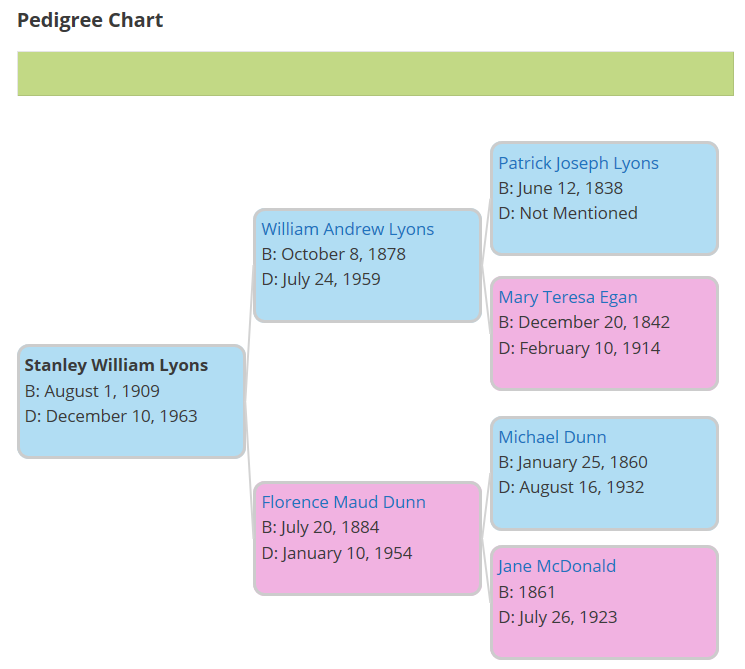 Pedigree Chart
Patrick Joseph Lyons
B: June 12, 1838
D: Not Mentioned
William Andrew Lyons
B: October 8, 1878
D: July 24, 1959
Mary Teresa Egan
B: December 20, 1842
D: February 10, 1914
Stanley William Lyons
B: August 1, 1909
D: December 10, 1963
Michael Dunn
B: January 25, 1860
D: August 16, 1932
Florence Maud Dunn
B: July 20, 1884
D: January 10, 1954
Jane McDonald
B: 1861
D: July 26, 1923